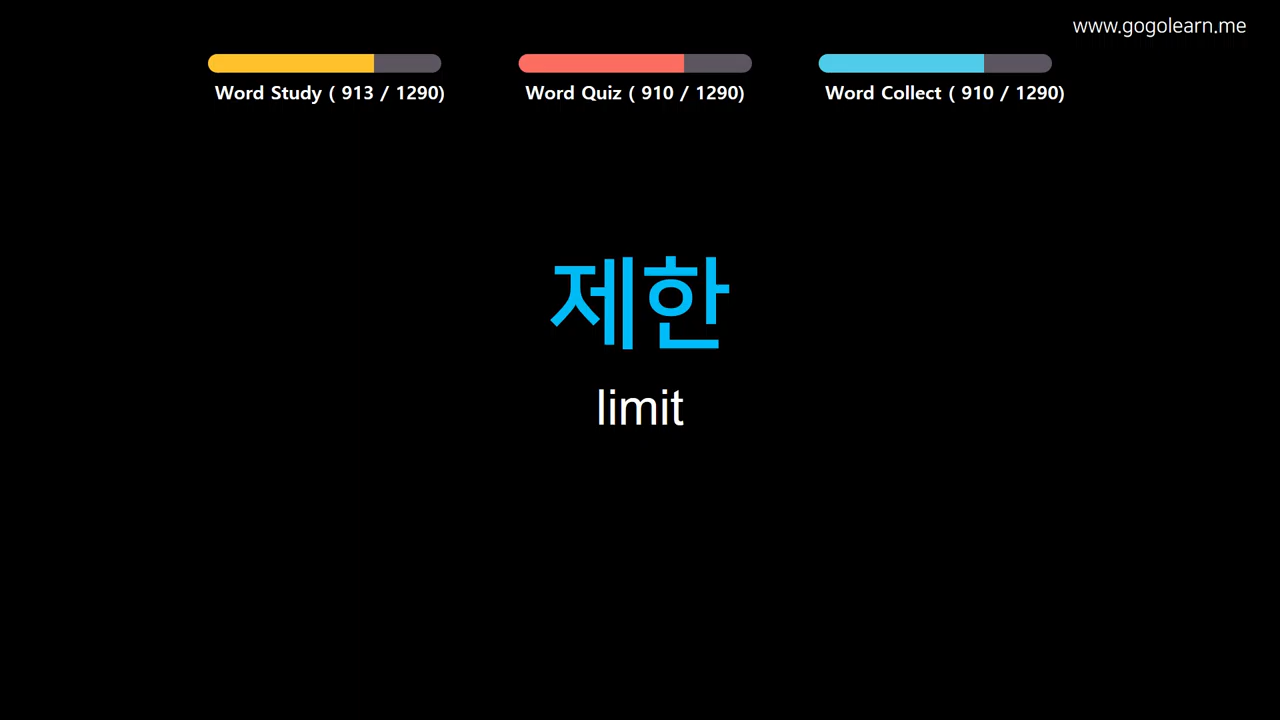 www.gogolearn.me
Word Study ( 913 / 1290)
Word Quiz ( 910 / 1290)
Word Collect ( 910 / 1290)
제한
limit